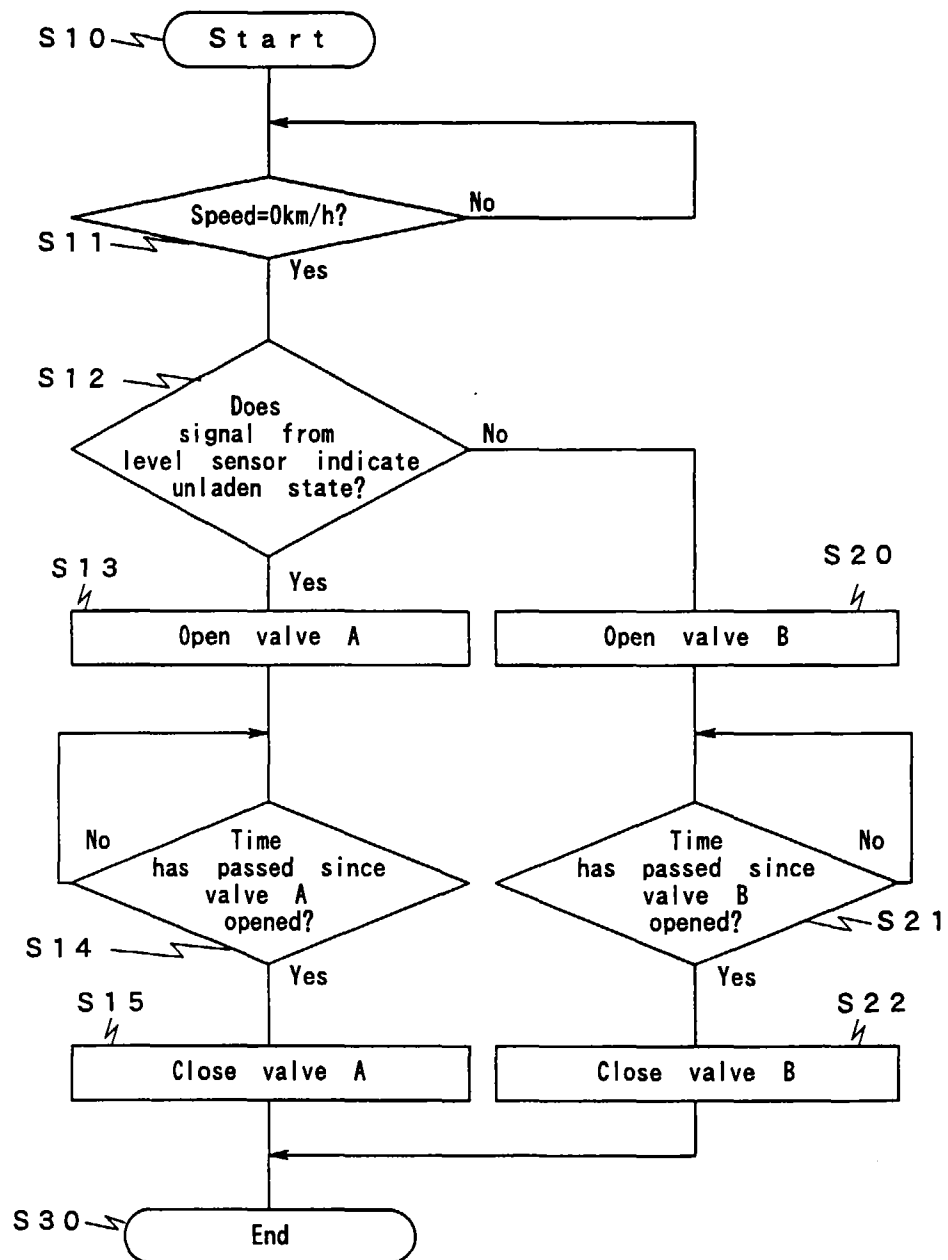 S10
Start
Speed=0km/h?
No
S11
Yes
S12
Does
signal from
level sensor indicate
unladen state?
No
S13
Yes
S20
Open valve A
Open valve B
No
Time
has passed since
valve A
opened?
S14
Yes
Time
has passed since
valve B
opened?
No
S21
Yes
S15
S22
Close valve A
Close valve B
S30
End